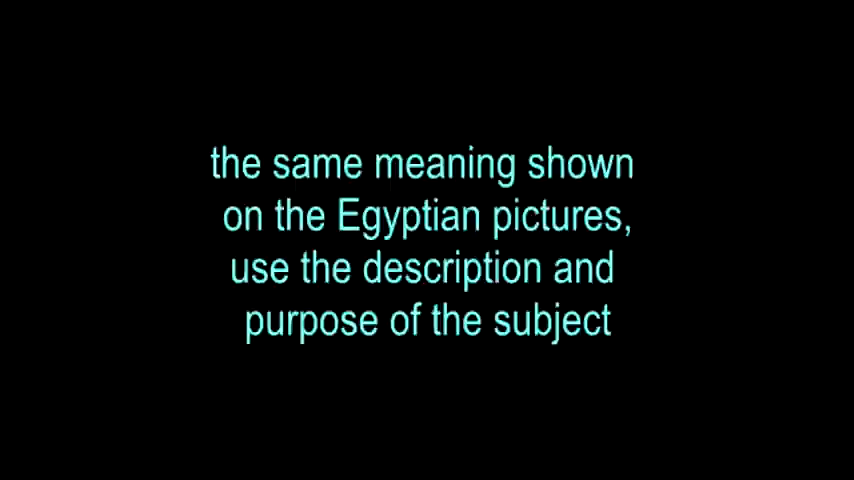 the same meaning shown
on the Egyptian pictures,
use the description and
purpose of the subject